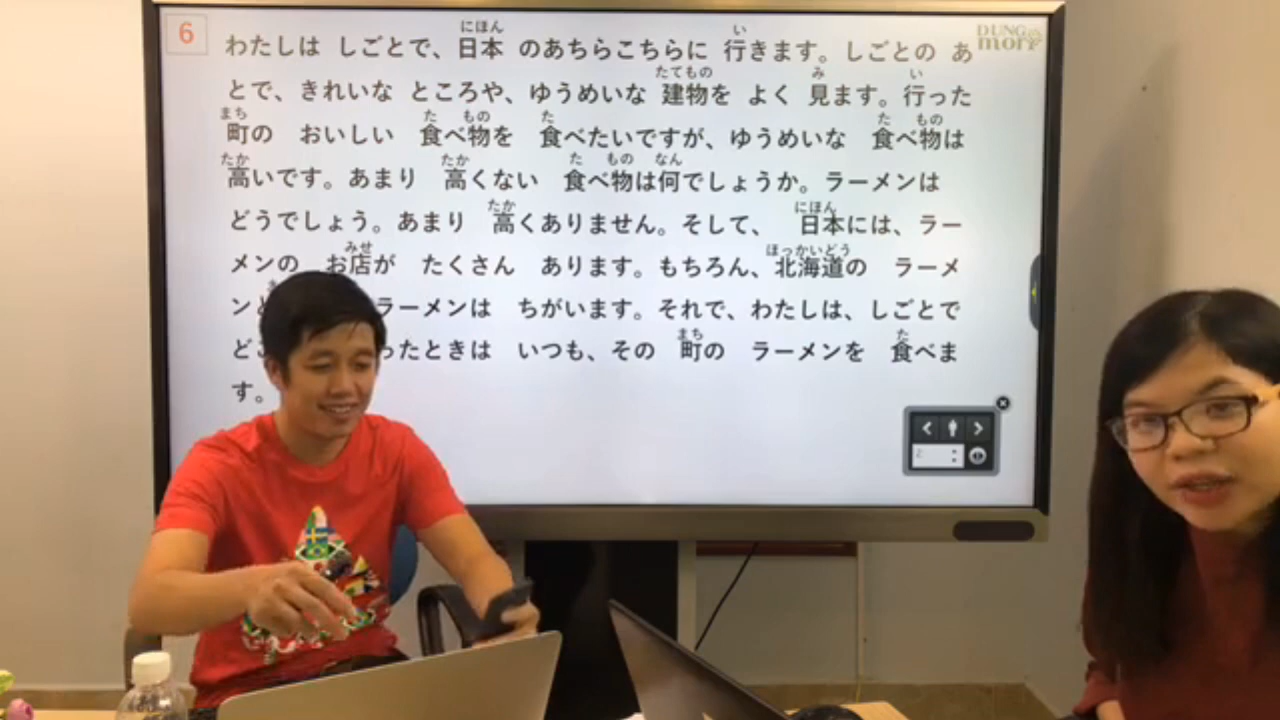 6
DUNG
mori
わたしは しごとで、日本 のあちらこちらに 行きます。しごとの あ
とで、きれいな ところや、ゆうめいな 建物を よく 見ます。行った
町の おいしい 食べ物を 食べたいですが、ゆうめいな 食べ物は
高いです。あまり 高くない 食べ物は何でしょうか。ラーメンは
どうでしょう。あまり 高くありません。そして、 日本には、ラー
メンの お店が たくさん あります。もちろん、北海道の ラーメ
ン ラーメンは ちがいます。それで、わたしは、しごとで
ど ったときは いつも、その 町の ラーメンを 食べま
す。
2